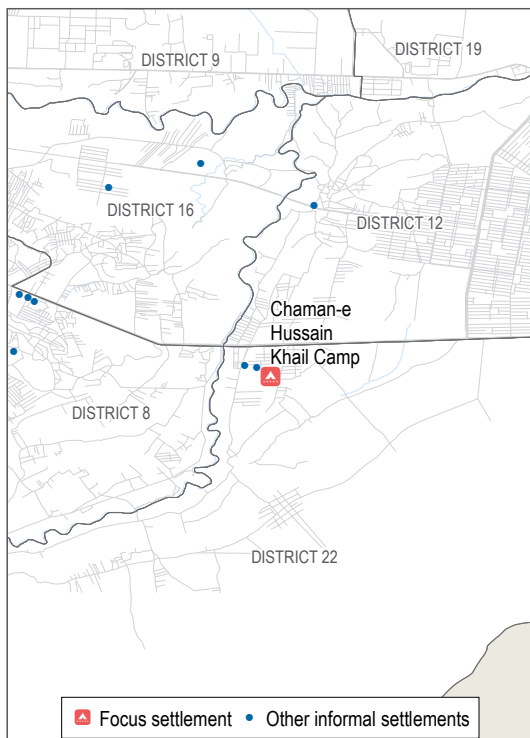 DISTRICT 19
DISTRICT 9
DISTRICT 16
DISTRICT 12
Chaman-e
Hussain
Khail Camp
DISTRICT 8
DISTRICT 22
Focus settlement
Other informal settlements